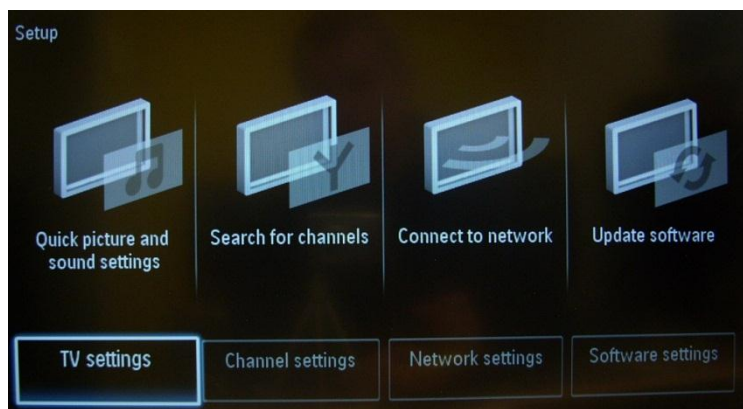 Setup
Quick picture and
sound settings
Search for channels
Connect to network
Update software
TV settings
Channel settings
Network settings
Software settings